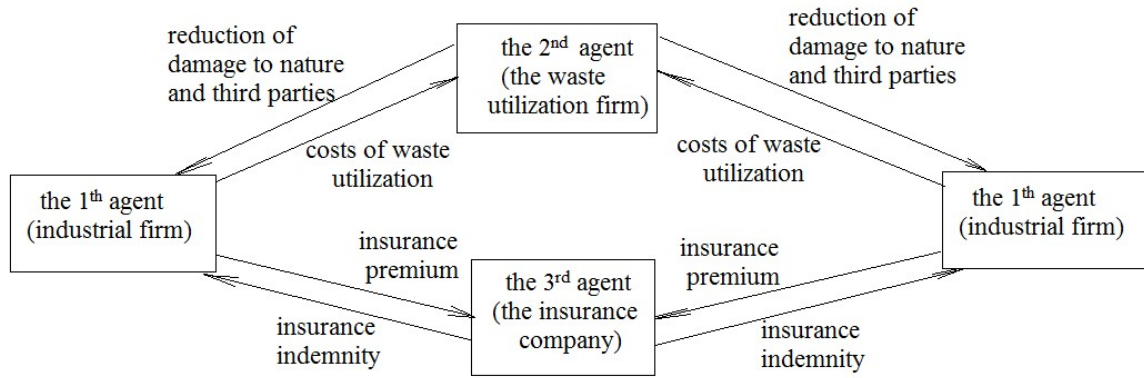 reduction of
damage to nature
and third parties
the 2nd agent
(the waste
utilization firm)
reduction of
damage to nature
and third parties
costs of waste
utilization
costs of waste
utilization
the 1th agent
(industrial firm)
the 1th agent
(industrial firm)
insurance
premium
insurance
premium
the 3rd agent
(the insurance
company)
insurance
indemnity
insurance
indemnity